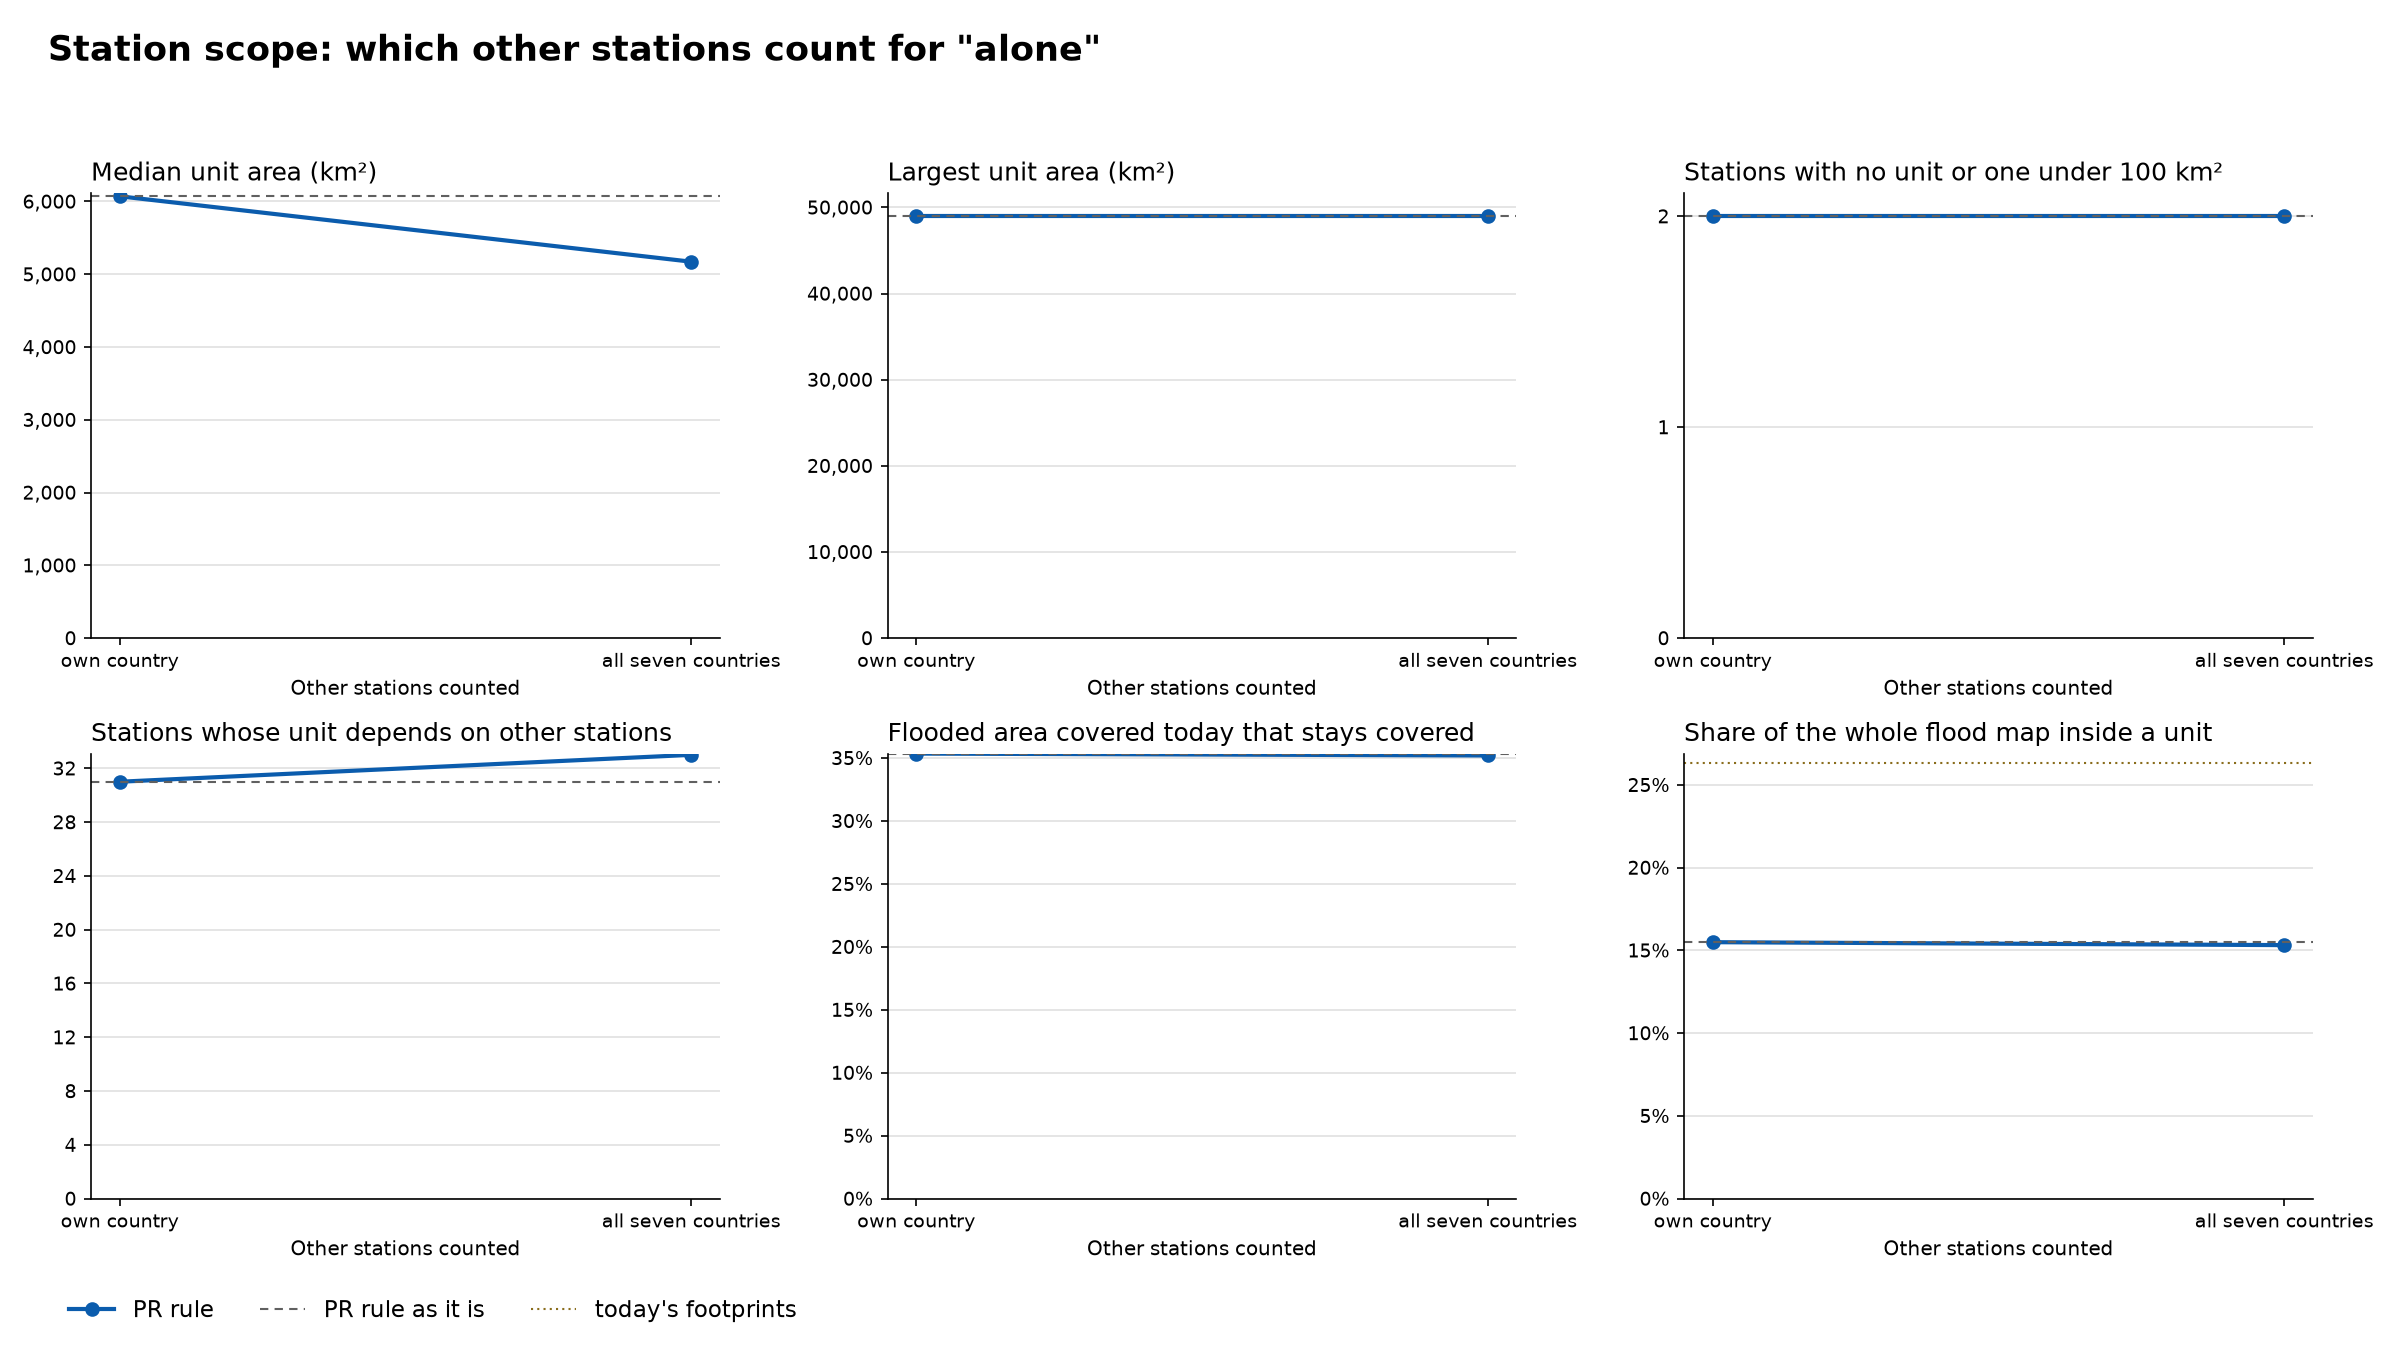 Station scope: which other stations count for "alone"
Median unit area (km²)
6,000
5,000
4,000
3,000
2,000
1,000
0
own country
all seven countries
Other stations counted
Largest unit area (km²)
50,000
40,000
30,000
20,000
10,000
0
own country
all seven countries
Other stations counted
Stations with no unit or one under 100 km²
2
1
0
own country
all seven countries
Other stations counted
Stations whose unit depends on other stations
32
28
24
20
16
12
8
4
0
own country
all seven countries
Other stations counted
Flooded area covered today that stays covered
35%
30%
25%
20%
15%
10%
5%
0%
own country
all seven countries
Other stations counted
Share of the whole flood map inside a unit
25%
20%
15%
10%
5%
0%
own country
all seven countries
Other stations counted
PR rule
PR rule as it is
today's footprints